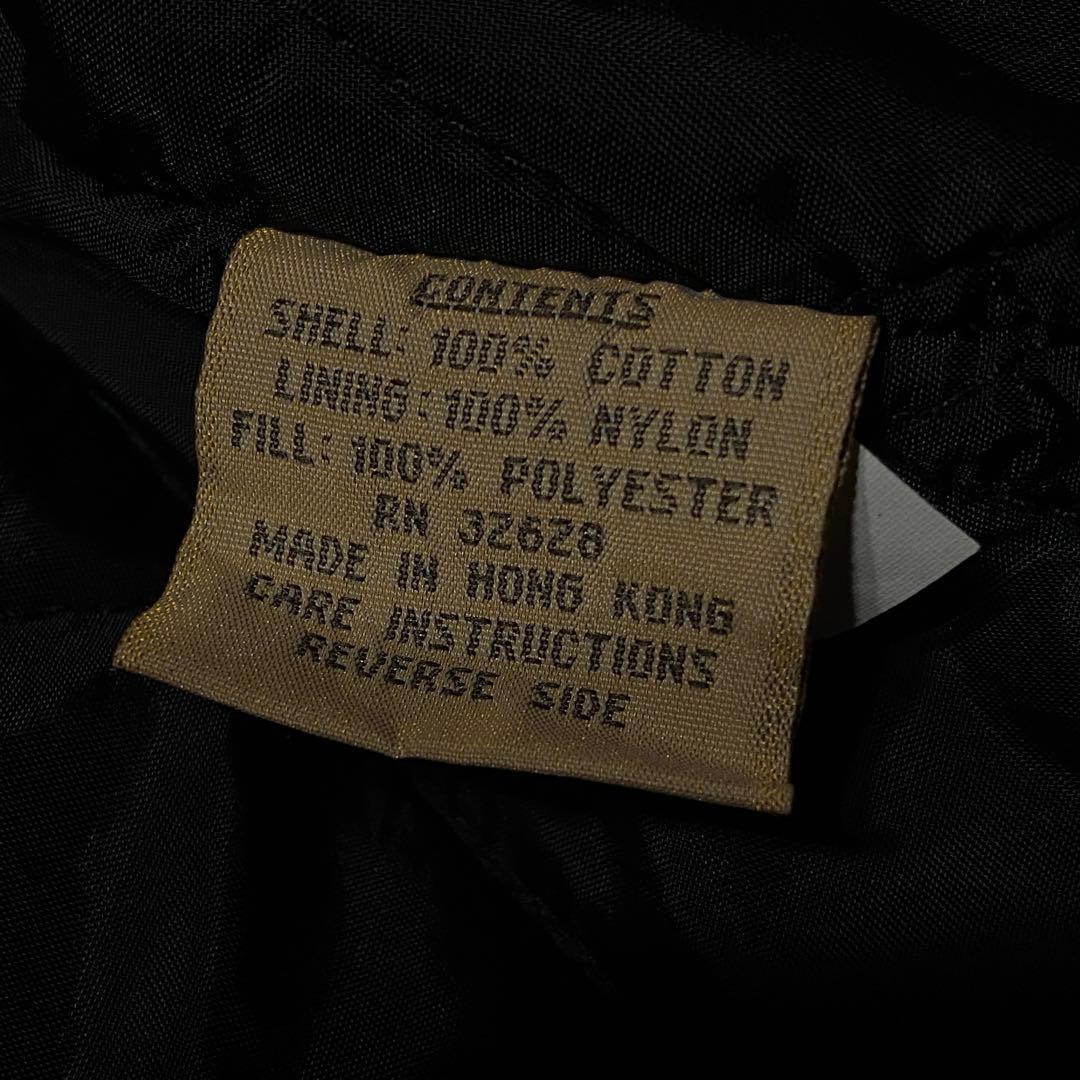 CONTENTS
SHELL: 100% COTTON
LINING: 100% NYLON
FILL: 100% POLYESTER
RN 32628
MADE IN HONG KONG
CARE INSTRUCTIONS
REVERSE SIDE